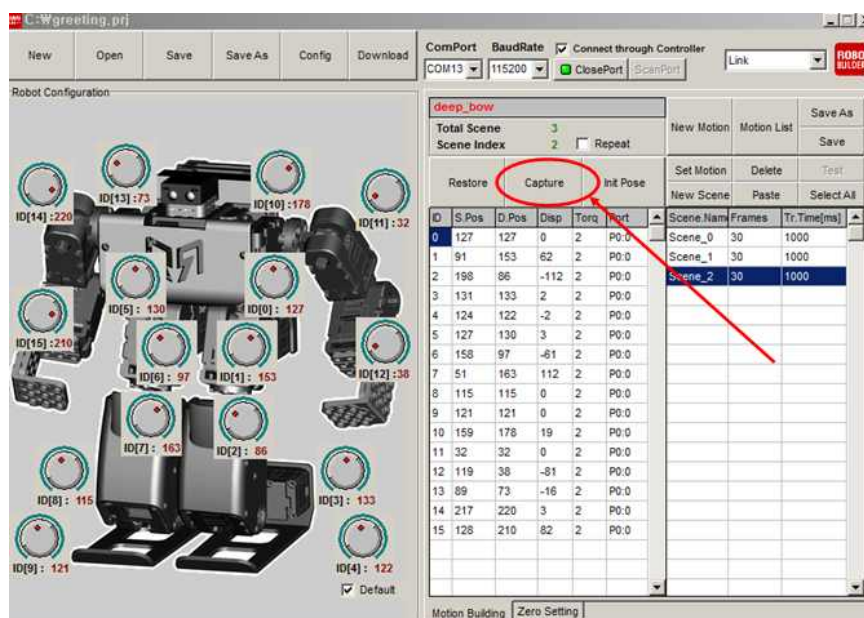 C:₩greeting.prj
New Open Save Save As Config Download
ComPort BaudRate Connect through Controller
COM13 115200 ClosePort ScanPort Link
ROBO BUILDER
Robot Configuration
deep_bow
Total Scene 3
Scene Index 2 Repeat
New Motion Motion List Save As
Save
Restore Capture Init Pose
Set Motion Delete Test
New Scene Paste Select All
ID[13] :73
ID[10] :178
ID[14] :220
ID[11] : 32
ID[5] : 130
ID[0] : 127
ID[15] :210
ID[6] : 97
ID[1] : 153
ID[12] :38
ID[7] : 163
ID[2] : 86
ID[8] : 115
ID[3] : 133
ID[9] : 121
ID[4] : 122
Default
ID S.Pos D.Pos Disp Torq Port
0 127 127 0 2 P0:0
1 91 153 62 2 P0:0
2 198 86 -112 2 P0:0
3 131 133 2 2 P0:0
4 124 122 -2 2 P0:0
5 127 130 3 2 P0:0
6 158 97 -61 2 P0:0
7 51 163 112 2 P0:0
8 115 115 0 2 P0:0
9 121 121 0 2 P0:0
10 159 178 19 2 P0:0
11 32 32 0 2 P0:0
12 119 38 -81 2 P0:0
13 89 73 -16 2 P0:0
14 217 220 3 2 P0:0
15 128 210 82 2 P0:0
Scene.Nam Frames Tr.Time[ms]
Scene_0 30 1000
Scene_1 30 1000
Scene_2 30 1000
Motion Building Zero Setting